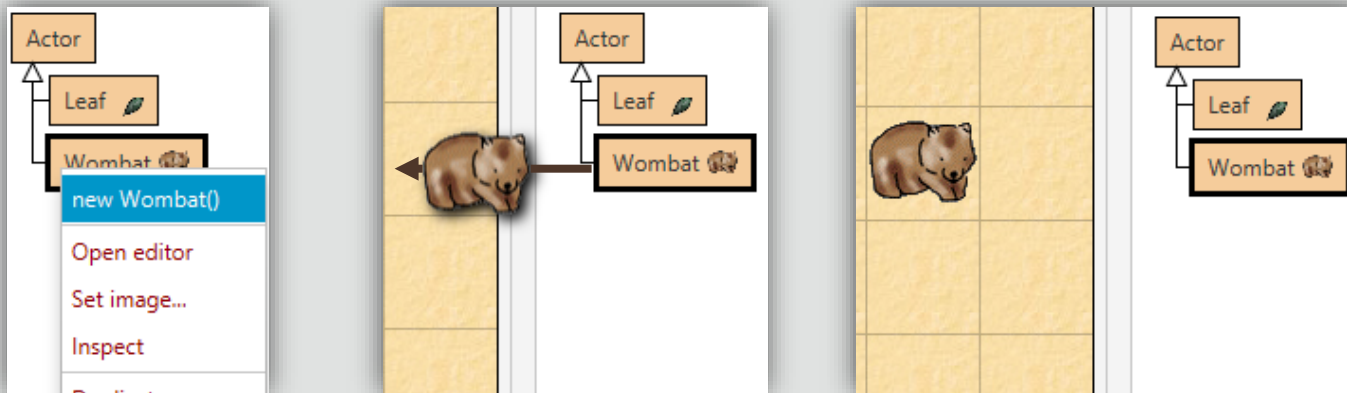 Actor
Leaf
Wombat
new Wombat()
Open editor
Set image...
Inspect
Actor
Leaf
Wombat
Actor
Leaf
Wombat